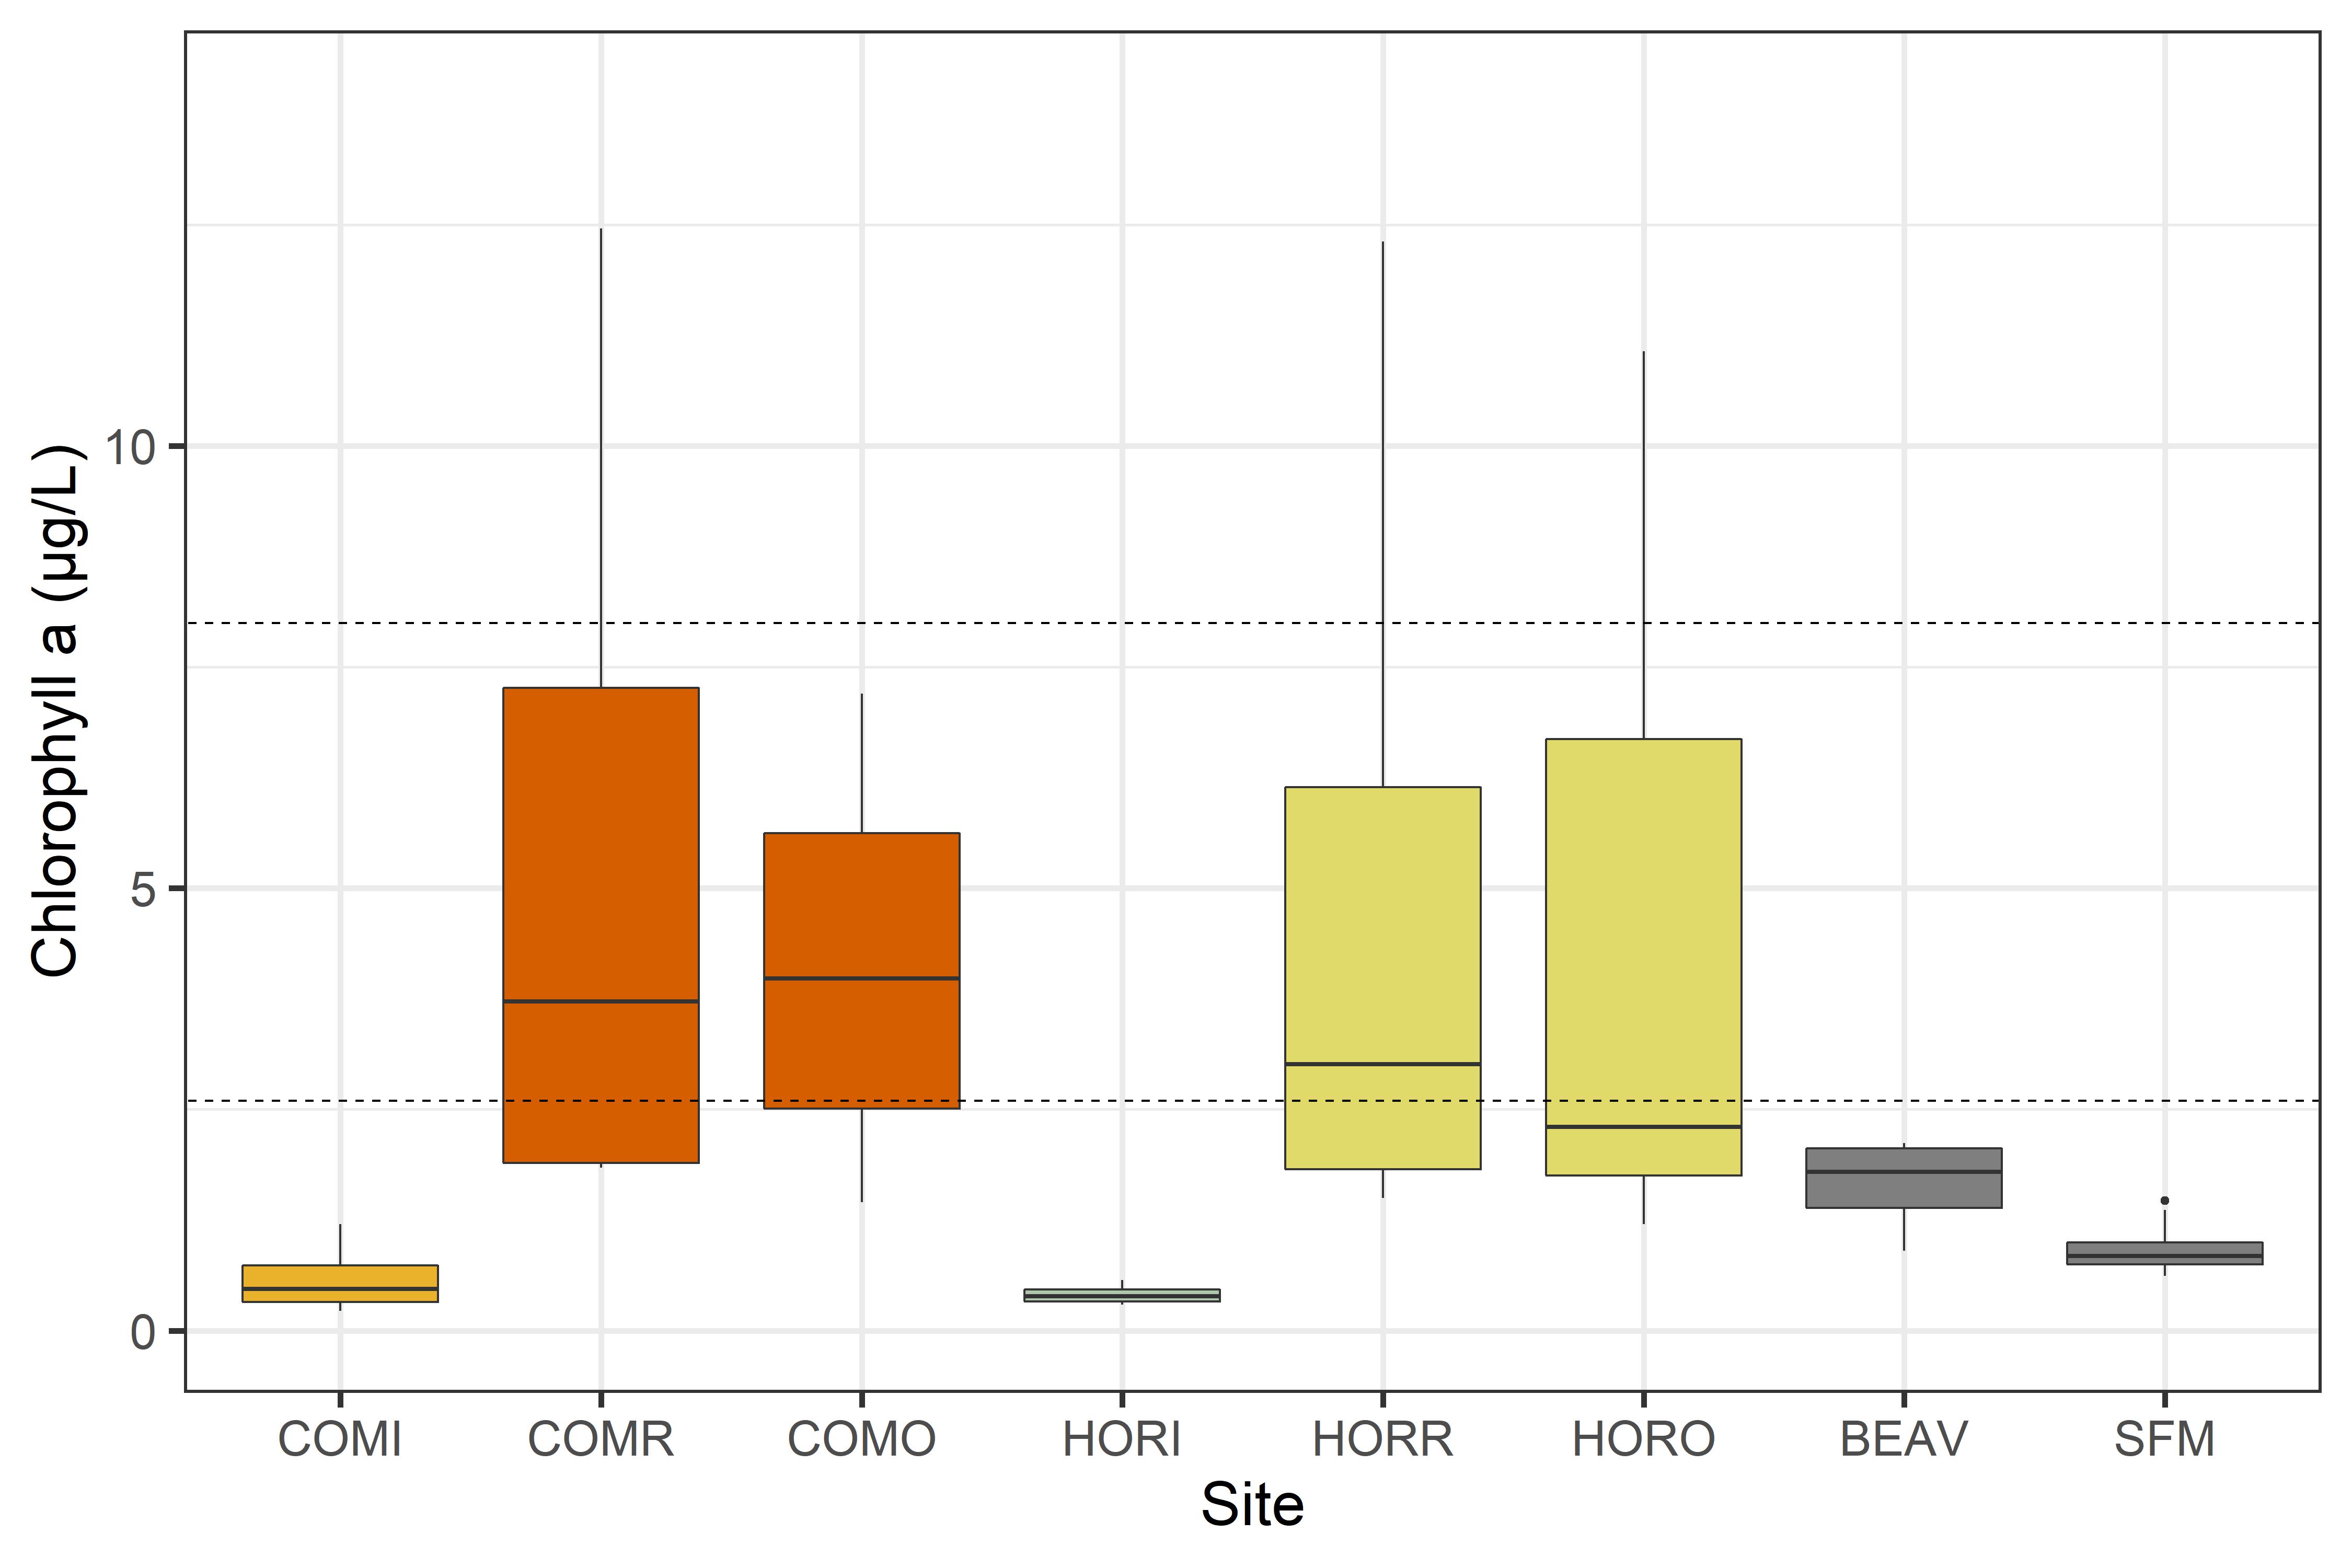 Chlorophyll a (µg/L)
10
5
0
COMI COMR COMO HORI HORR HORO BEAV SFM
Site